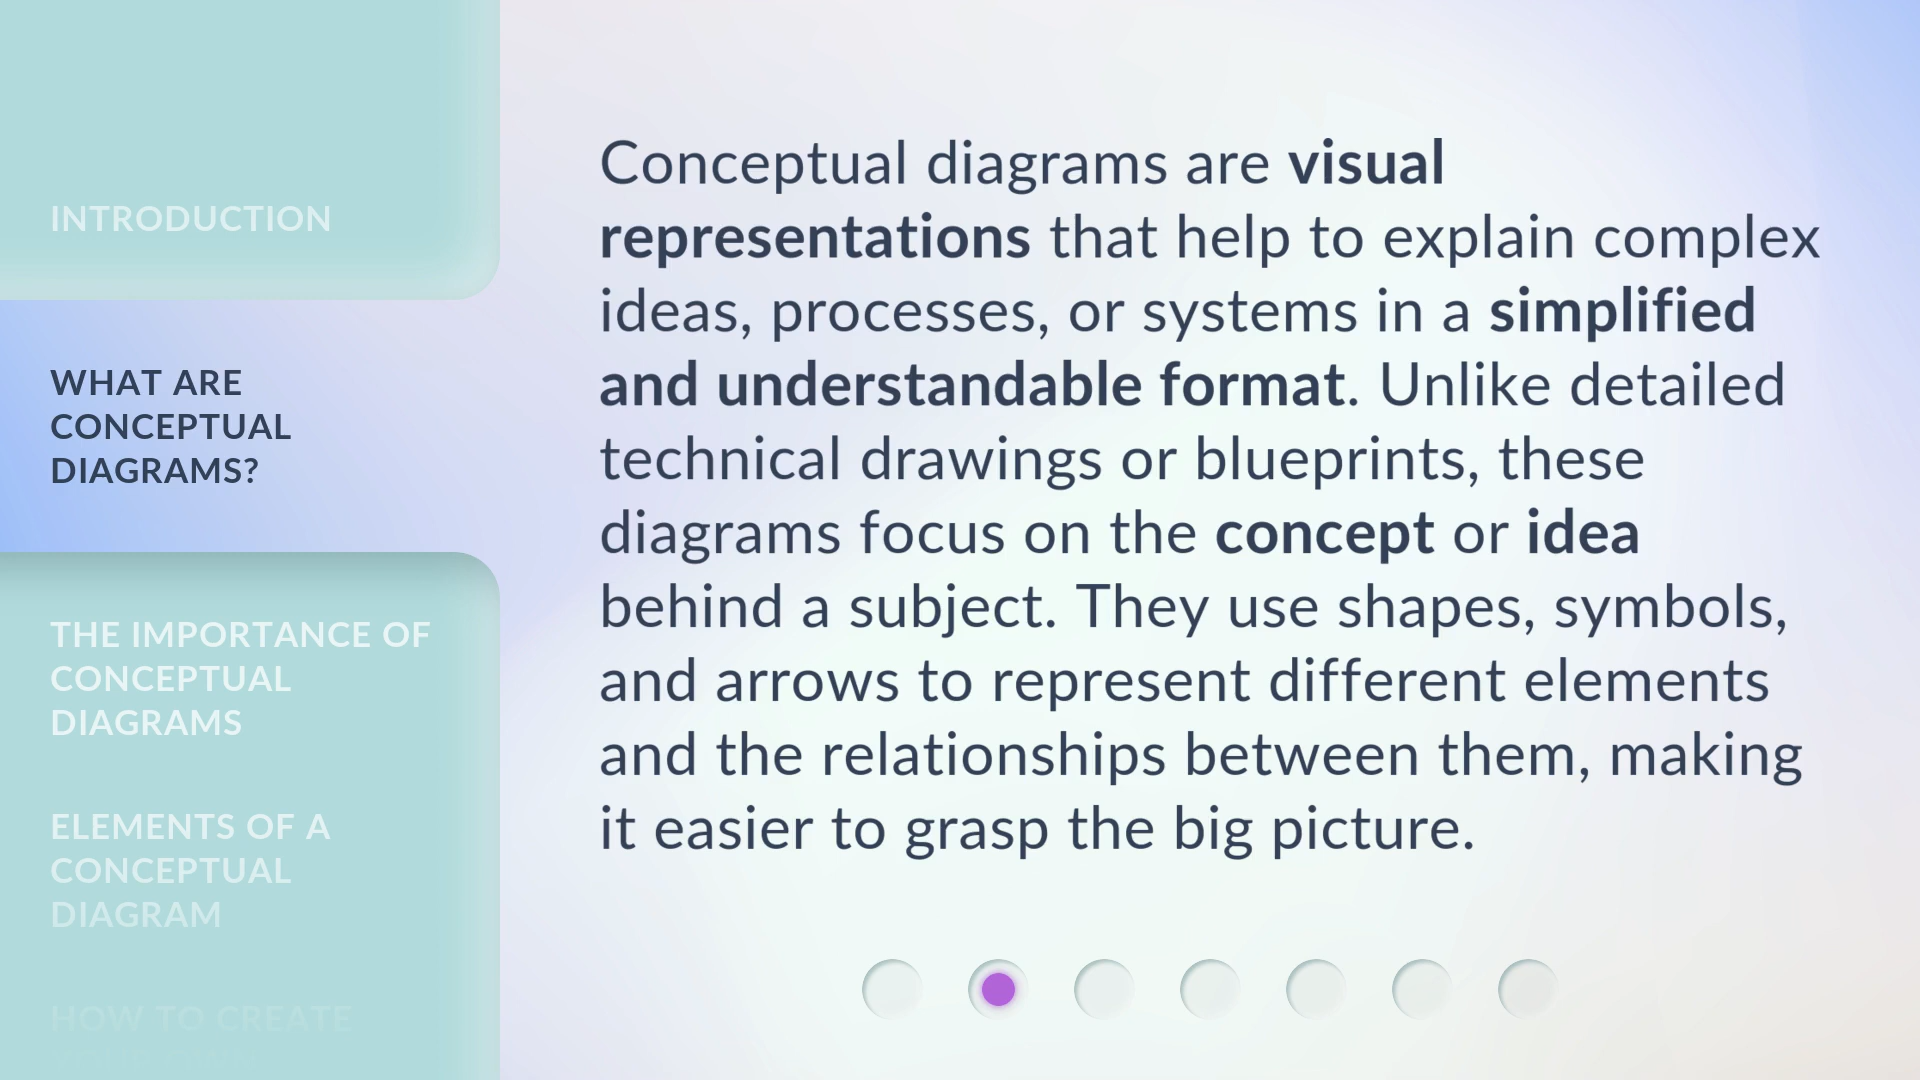 INTRODUCTION
WHAT ARE
CONCEPTUAL
DIAGRAMS?
THE IMPORTANCE OF
CONCEPTUAL
DIAGRAMS
ELEMENTS OF A
CONCEPTUAL
DIAGRAM
HOW TO CREATE
Conceptual diagrams are visual
representations that help to explain complex
ideas, processes, or systems in a simplified
and understandable format. Unlike detailed
technical drawings or blueprints, these
diagrams focus on the concept or idea
behind a subject. They use shapes, symbols,
and arrows to represent different elements
and the relationships between them, making
it easier to grasp the big picture.